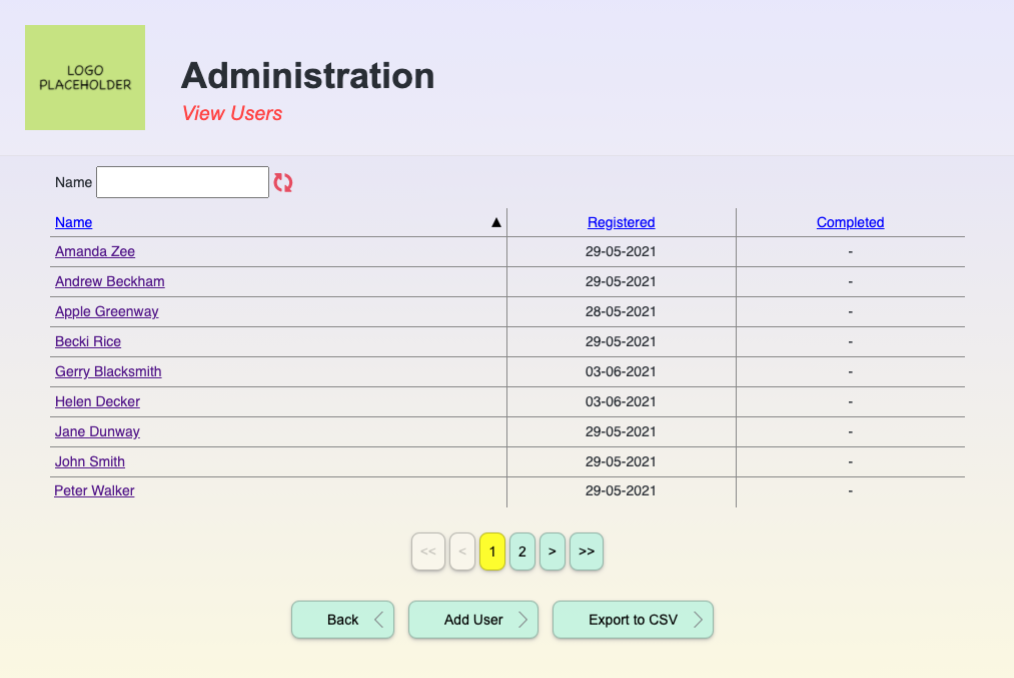 LOGO
PLACEHOLDER
Administration
View Users
Name
Name ▲ Registered Completed
Amanda Zee 29-05-2021 -
Andrew Beckham 29-05-2021 -
Apple Greenway 28-05-2021 -
Becki Rice 29-05-2021 -
Gerry Blacksmith 03-06-2021 -
Helen Decker 03-06-2021 -
Jane Dunway 29-05-2021 -
John Smith 29-05-2021 -
Peter Walker 29-05-2021 -
<< < 1 2 > >>
Back Add User Export to CSV